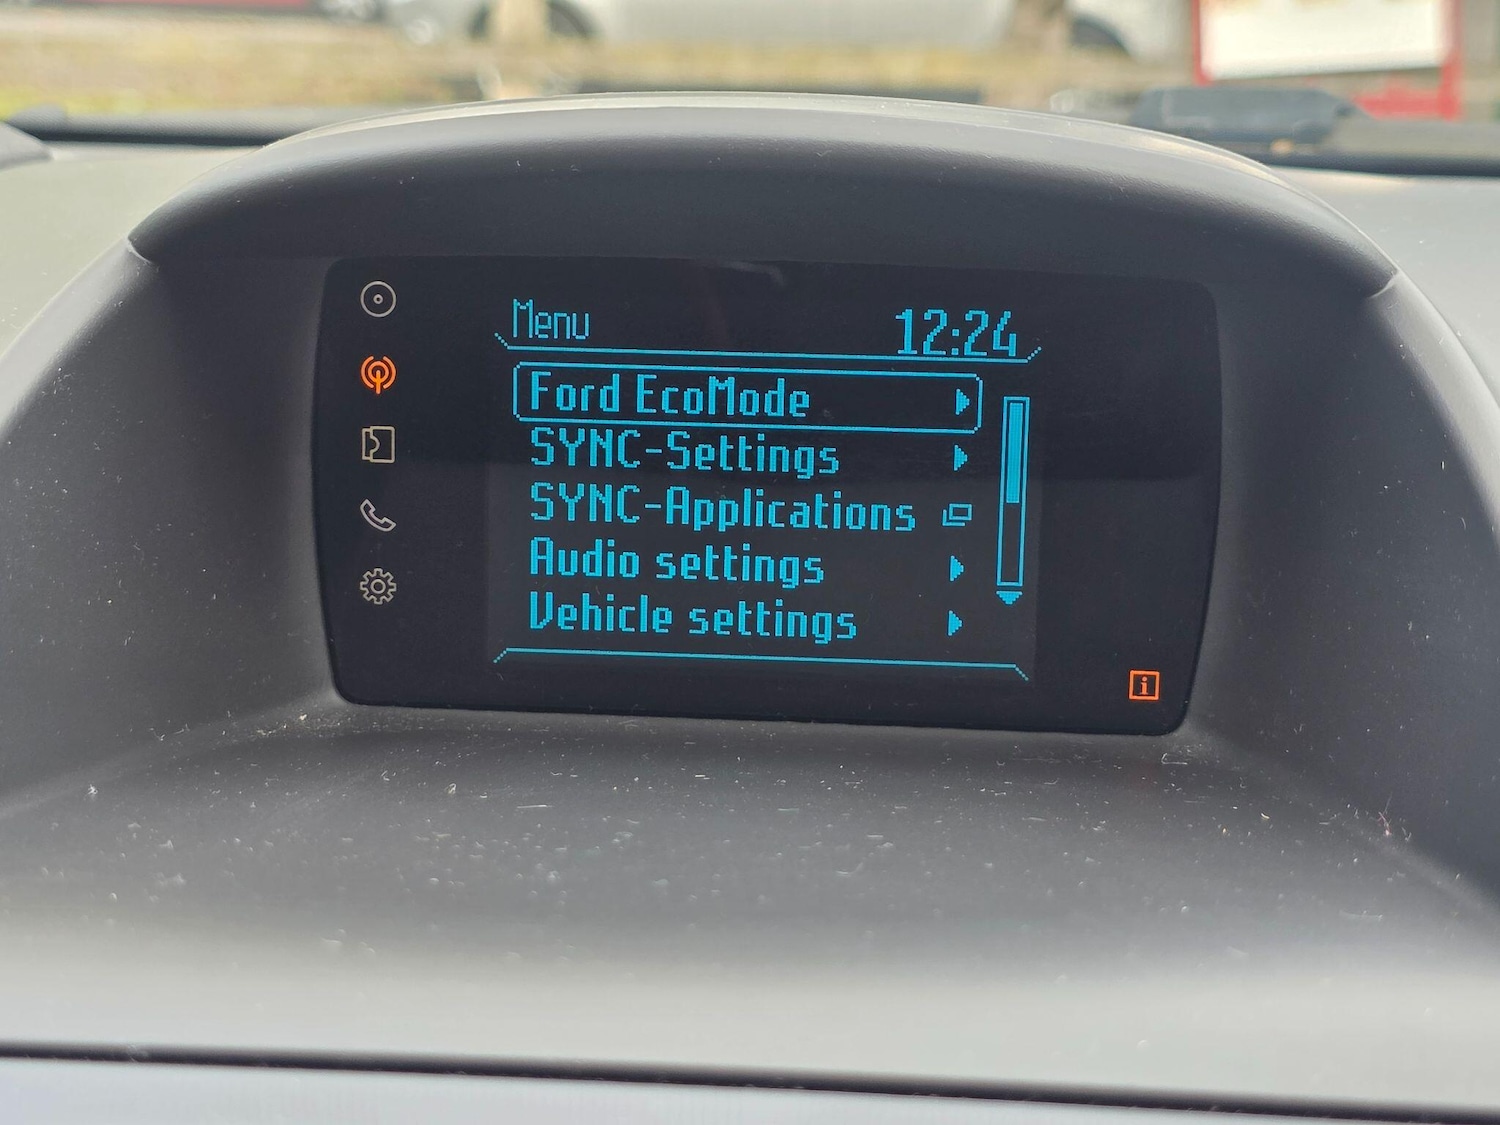 Menu 12:24
Ford EcoMode
SYNC-Settings
SYNC-Applications
Audio settings
Vehicle settings
i